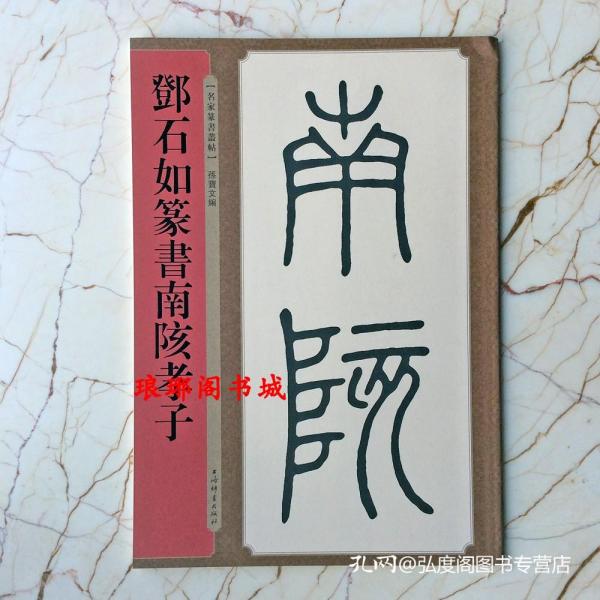 鄧石如篆書南陔孝子
【名家篆書叢帖】 孫寶文編
上海辭書出版社
南陔
琅琊阁书城
孔网@弘度阁图书专营店